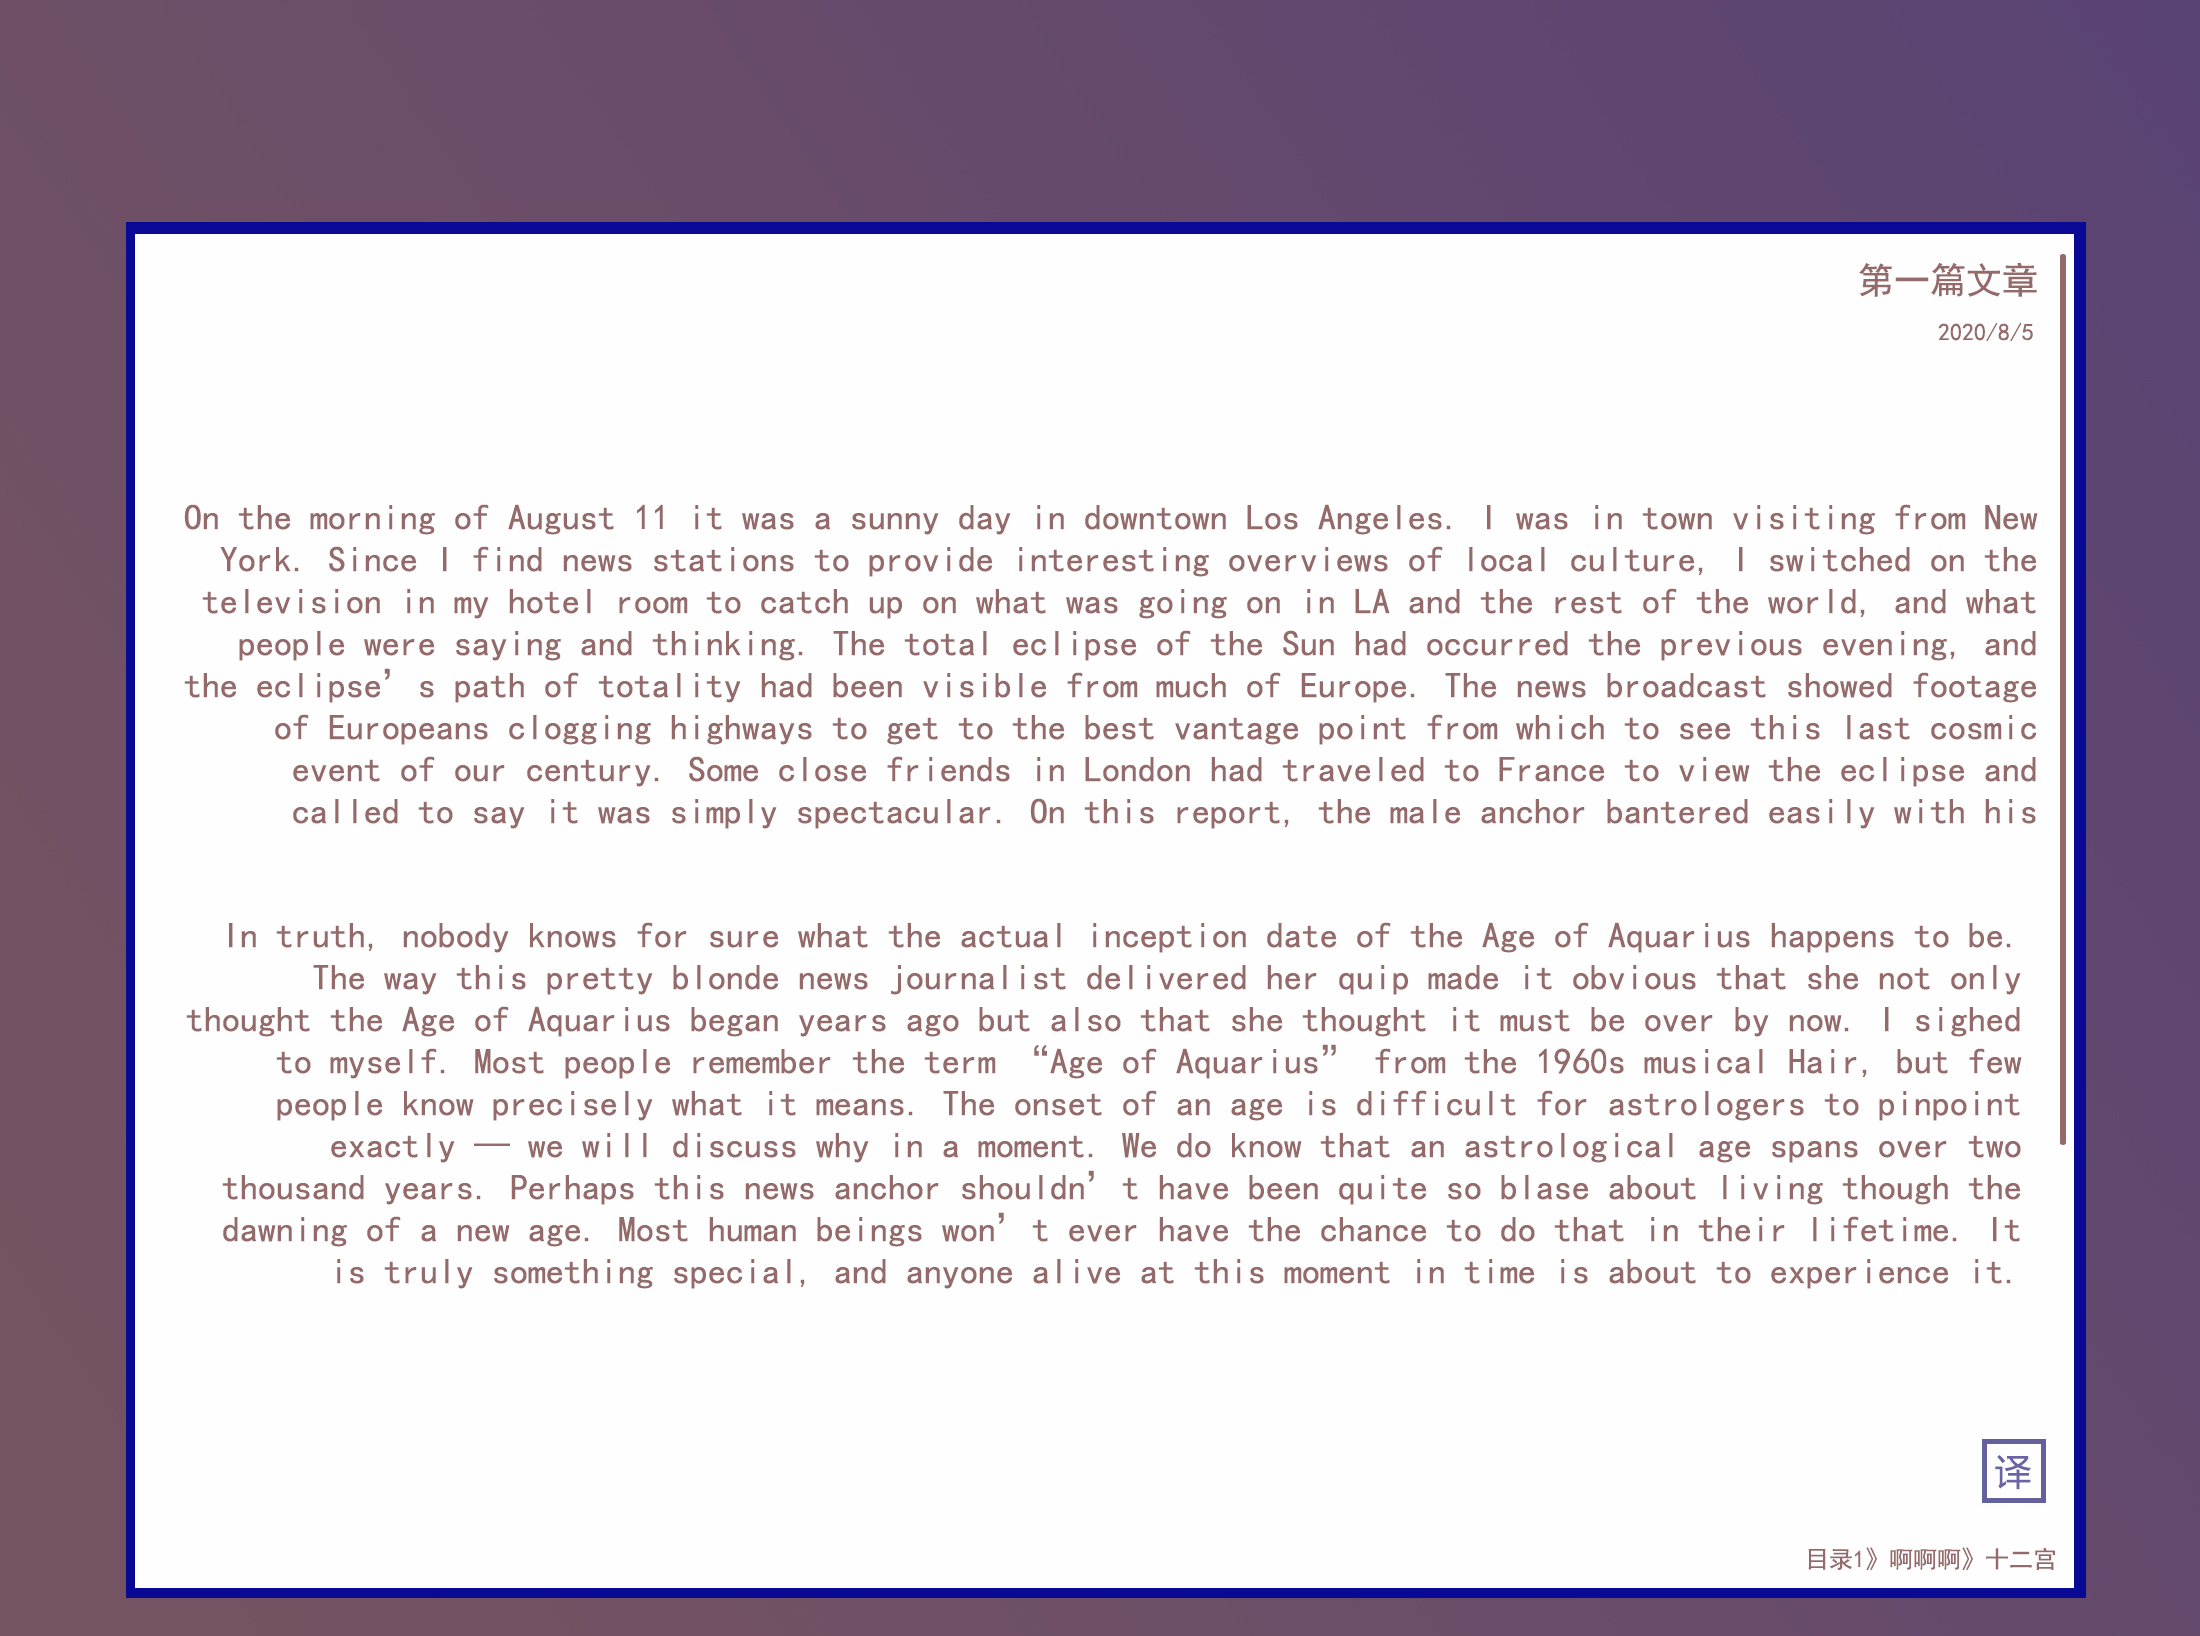 第一篇文章
2020/8/5
On the morning of August 11 it was a sunny day in downtown Los Angeles. I was in town visiting from New
York. Since I find news stations to provide interesting overviews of local culture, I switched on the
television in my hotel room to catch up on what was going on in LA and the rest of the world, and what
people were saying and thinking. The total eclipse of the Sun had occurred the previous evening, and
the eclipse’s path of totality had been visible from much of Europe. The news broadcast showed footage
of Europeans clogging highways to get to the best vantage point from which to see this last cosmic
event of our century. Some close friends in London had traveled to France to view the eclipse and
called to say it was simply spectacular. On this report, the male anchor bantered easily with his
In truth, nobody knows for sure what the actual inception date of the Age of Aquarius happens to be.
The way this pretty blonde news journalist delivered her quip made it obvious that she not only
thought the Age of Aquarius began years ago but also that she thought it must be over by now. I sighed
to myself. Most people remember the term “Age of Aquarius” from the 1960s musical Hair, but few
people know precisely what it means. The onset of an age is difficult for astrologers to pinpoint
exactly — we will discuss why in a moment. We do know that an astrological age spans over two
thousand years. Perhaps this news anchor shouldn’t have been quite so blase about living though the
dawning of a new age. Most human beings won’t ever have the chance to do that in their lifetime. It
is truly something special, and anyone alive at this moment in time is about to experience it.
译
目录1》啊啊啊》十二宫